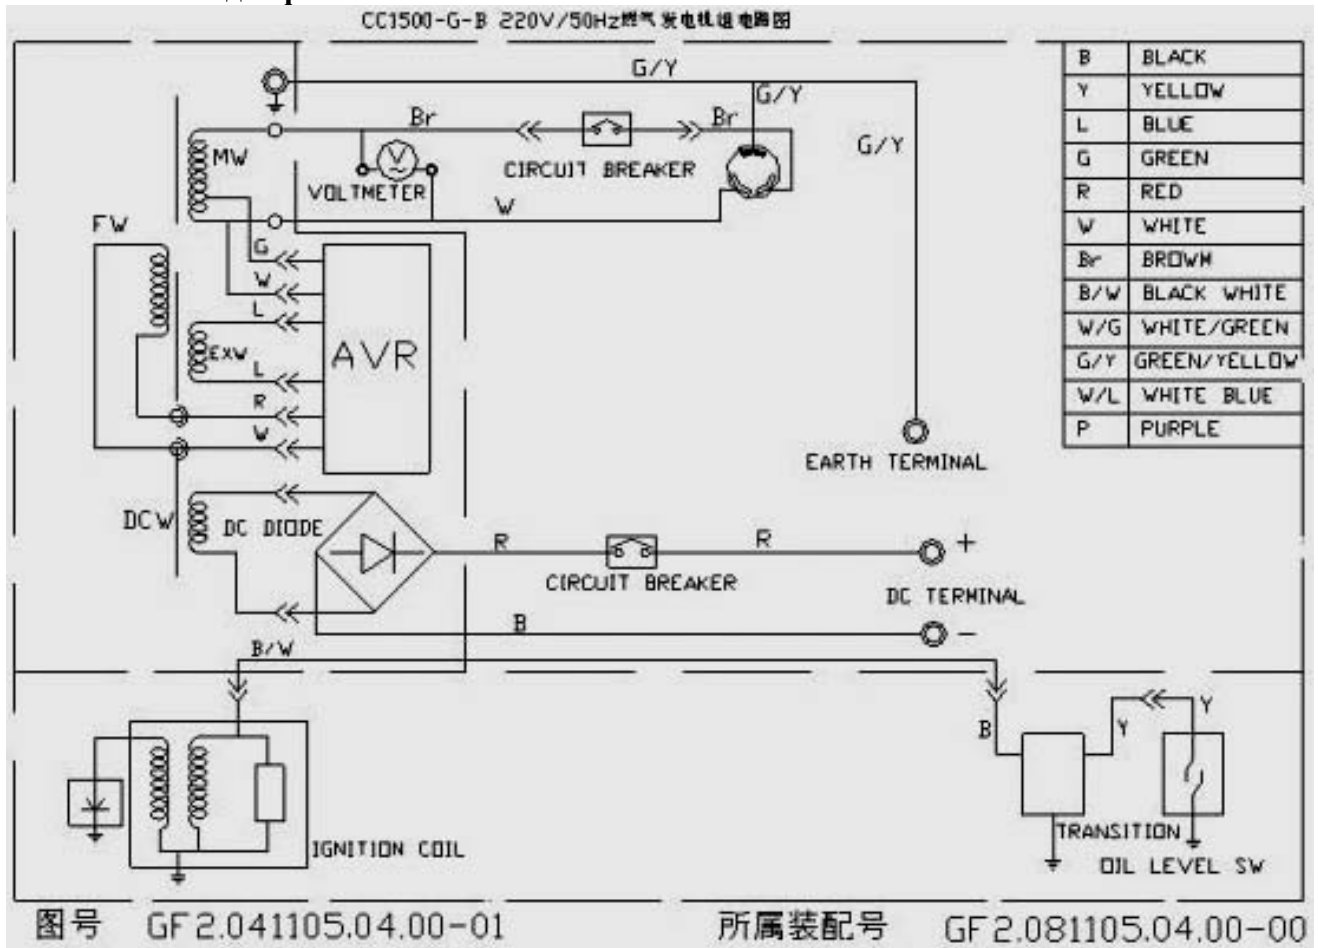 CC1500-G-B 220V/50Hz燃气发电机组电路图
G/Y
B BLACK
Y YELLOW
L BLUE
G GREEN
R RED
W WHITE
Br BROWM
B/W BLACK WHITE
W/G WHITE/GREEN
G/Y GREEN/YELLOW
W/L WHITE BLUE
P PURPLE
G/Y
Br
Br
G/Y
MW
V
VOLTMETER
CIRCUIT BREAKER
W
FW
G
W
L
EXW
L
R
W
AVR
EARTH TERMINAL
DCW
DC DIODE
R
R
+
CIRCUIT BREAKER
DC TERMINAL
B
-
B/W
B
Y
Y
IGNITION COIL
TRANSITION
OIL LEVEL SW
图号 GF2.041105.04.00-01
所属装配号 GF2.081105.04.00-00